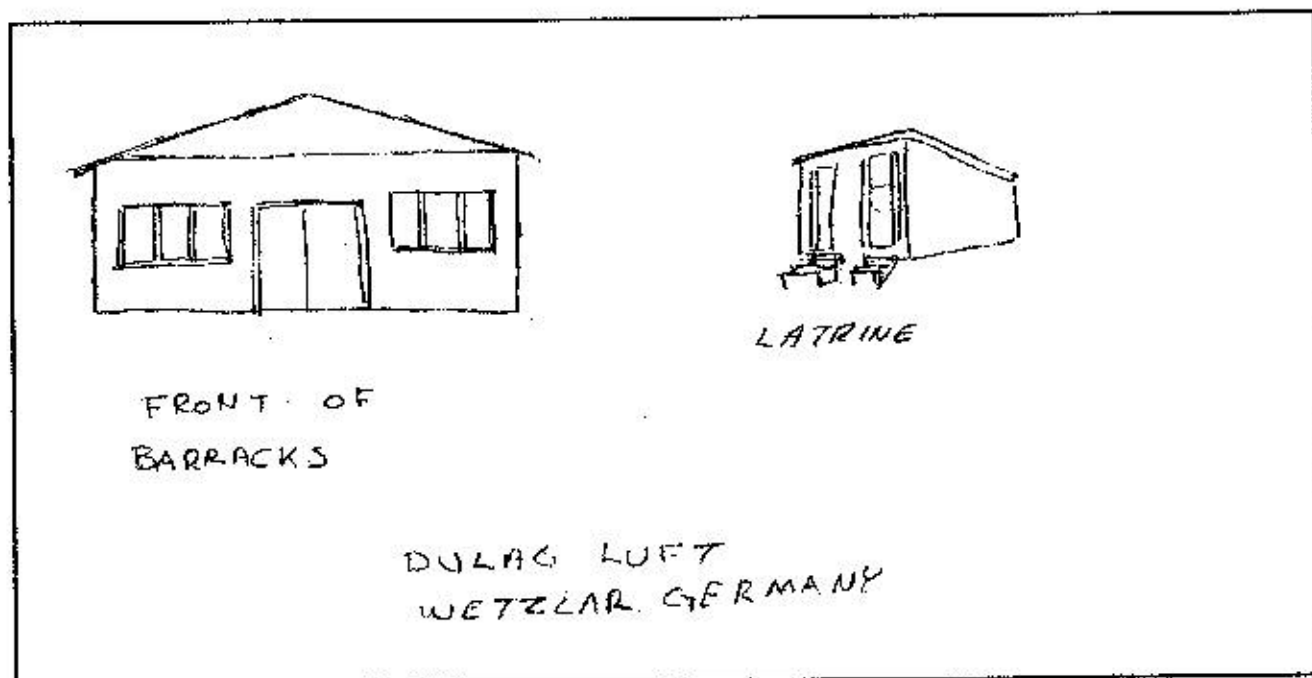 LATRINE
FRONT OF
BARRACKS
DULAG LUFT
WETZLAR. GERMANY